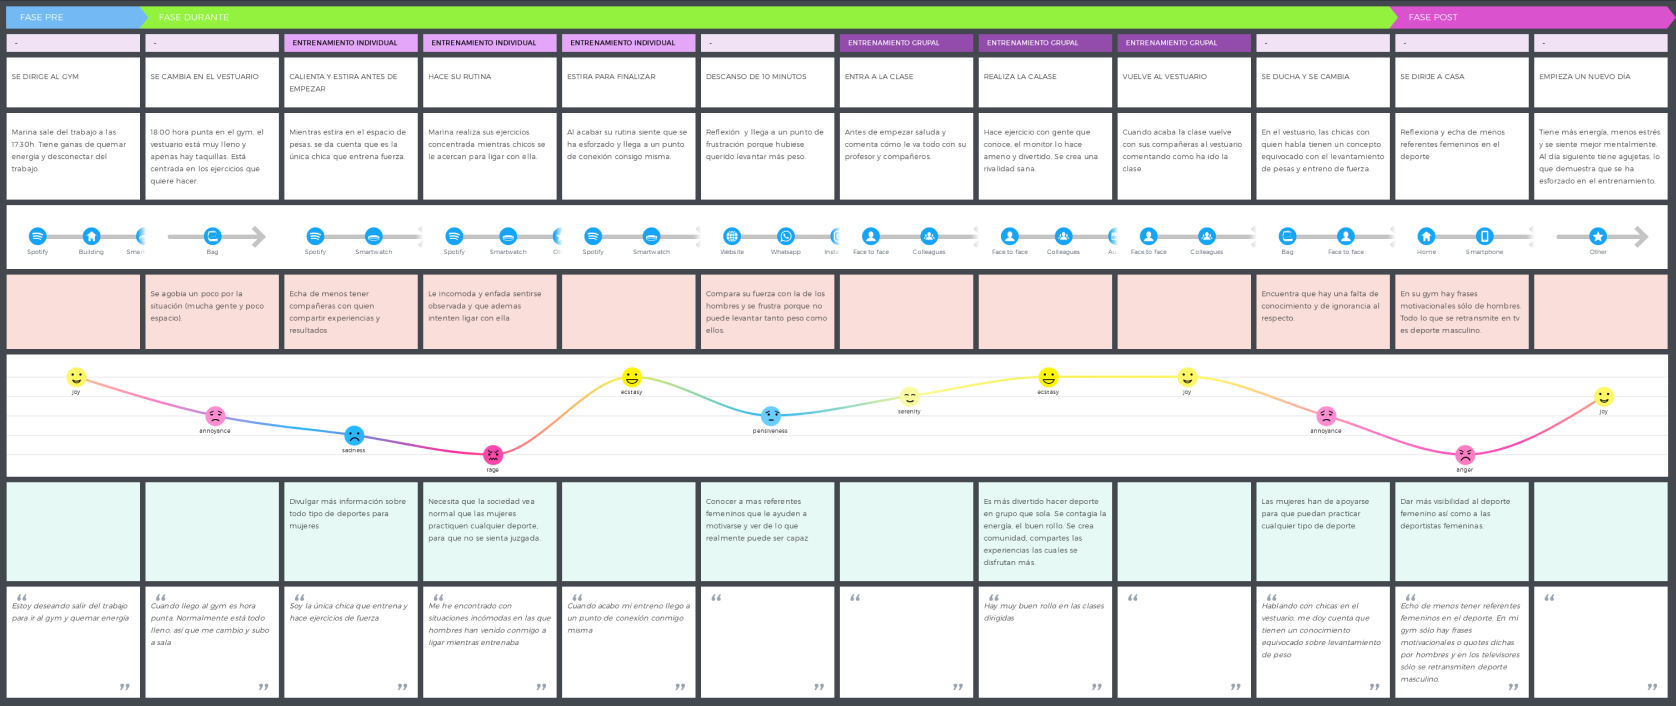 FASE PRE
FASE DURANTE
FASE POST
-
-
ENTRENAMIENTO INDIVIDUAL
ENTRENAMIENTO INDIVIDUAL
ENTRENAMIENTO INDIVIDUAL
-
ENTRENAMIENTO GRUPAL
ENTRENAMIENTO GRUPAL
ENTRENAMIENTO GRUPAL
-
-
-
SE DIRIGE AL GYM
SE CAMBIA EN EL VESTUARIO
CALIENTA Y ESTIRA ANTES DE
EMPEZAR
HACE SU RUTINA
ESTIRA PARA FINALIZAR
DESCANSO DE 10 MINUTOS
ENTRA A LA CLASE
REALIZA LA CALASE
VUELVE AL VESTUARIO
SE DUCHA Y SE CAMBIA
SE DIRIJE A CASA
EMPIEZA UN NUEVO DÍA
Marina sale del trabajo a las
17:30h. Tiene ganas de quemar
energía y desconectar del
trabajo.
18:00 hora punta en el gym. el
vestuario está muy lleno y
apenas hay taquillas. Está
centrada en los ejercicios que
quiere hacer.
Mientras estira en el espacio de
pesas, se da cuenta que es la
única chica que entrena fuerza.
Marina realiza sus ejercicios
concentrada mientras chicos se
le acercan para ligar con ella.
Al acabar su rutina siente que se
ha esforzado y llega a un punto
de conexión consigo misma.
Reflexión y llega a un punto de
frustración porque hubiese
querido levantar más peso.
Antes de empezar saluda y
comenta cómo le va todo con su
profesor y compañeros.
Hace ejercicio con gente que
conoce, el monitor lo hace
ameno y divertido. Se crea una
rivalidad sana.
Cuando acaba la clase vuelve
con sus compañeras al vestuario
comentando como ha ido la
clase.
En el vestuario, las chicas con
quien habla tienen un concepto
equivocado con el levantamiento
de pesas y entreno de fuerza.
Reflexiona y echa de menos
referentes femeninos en el
deporte
Tiene más energía, menos estrés
y se siente mejor mentalmente.
Al día siguiente tiene agujetas, lo
que demuestra que se ha
esforzado en el entrenamiento.
Spotify
Building
Smar
Bag
Spotify
Smartwatch
Spotify
Smartwatch
O
Spotify
Smartwatch
Website
Whatsapp
Insta
Face to face
Colleagues
Face to face
Colleagues
Au
Face to face
Colleagues
Bag
Face to face
Home
Smartphone
Other
Se agobia un poco por la
situación (mucha gente y poco
espacio).
Echa de menos tener
compañeras con quien
compartir experiencias y
resultados
Le incomoda y enfada sentirse
observada y que ademas
intenten ligar con ella
Compara su fuerza con la de los
hombres y se frustra porque no
puede levantar tanto peso como
ellos.
Encuentra que hay una falta de
conocimiento y de ignorancia al
respecto.
En su gym hay frases
motivacionales sólo de hombres.
Todo lo que se retransmite en tv
es deporte masculino.
joy
annoyance
sadness
rage
ecstasy
pensiveness
serenity
ecstasy
joy
annoyance
anger
joy
Divulgar más información sobre
todo tipo de deportes para
mujeres
Necesita que la sociedad vea
normal que las mujeres
practiquen cualquier deporte,
para que no se sienta juzgada.
Conocer a mas referentes
femeninos que le ayuden a
motivarse y ver de lo que
realmente puede ser capaz
Es más divertido hacer deporte
en grupo que sola. Se contagia la
energía, el buen rollo. Se crea
comunidad, compartes las
experiencias las cuales se
disfrutan más.
Las mujeres han de apoyarse
para que puedan practicar
cualquier tipo de deporte.
Dar más visibilidad al deporte
femenino así como a las
deportistas femeninas.
Estoy deseando salir del trabajo
para ir al gym y quemar energía
Cuando llego al gym es hora
punta. Normalmente está todo
lleno, así que me cambio y subo
a sala
Soy la única chica que entrena y
hace ejercicios de fuerza
Me he encontrado con
situaciones incómodas en las que
hombres han venido conmigo a
ligar mientras entrenaba
Cuando acabo mi entreno llego a
un punto de conexión conmigo
misma
Hay muy buen rollo en las clases
dirigidas
Hablando con chicas en el
vestuario, me doy cuenta que
tienen un conocimiento
equivocado sobre levantamiento
de peso
Echo de menos tener referentes
femeninos en el deporte. En mi
gym sólo hay frases
motivacionales o quotes dichas
por hombres y en los televisores
sólo se retransmiten deporte
masculino.